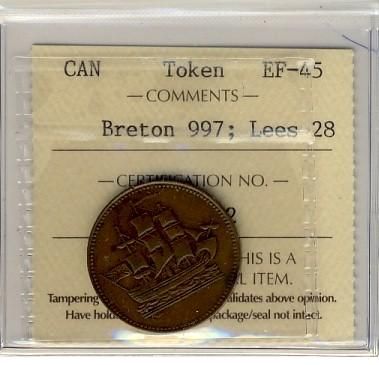 CAN Token EF-45
— COMMENTS —
Breton 997; Lees 28
— CERTIFICATION NO. —
HIS IS A
L ITEM.
Tampering alidates above opinion.
Have hold package/seal not intact.